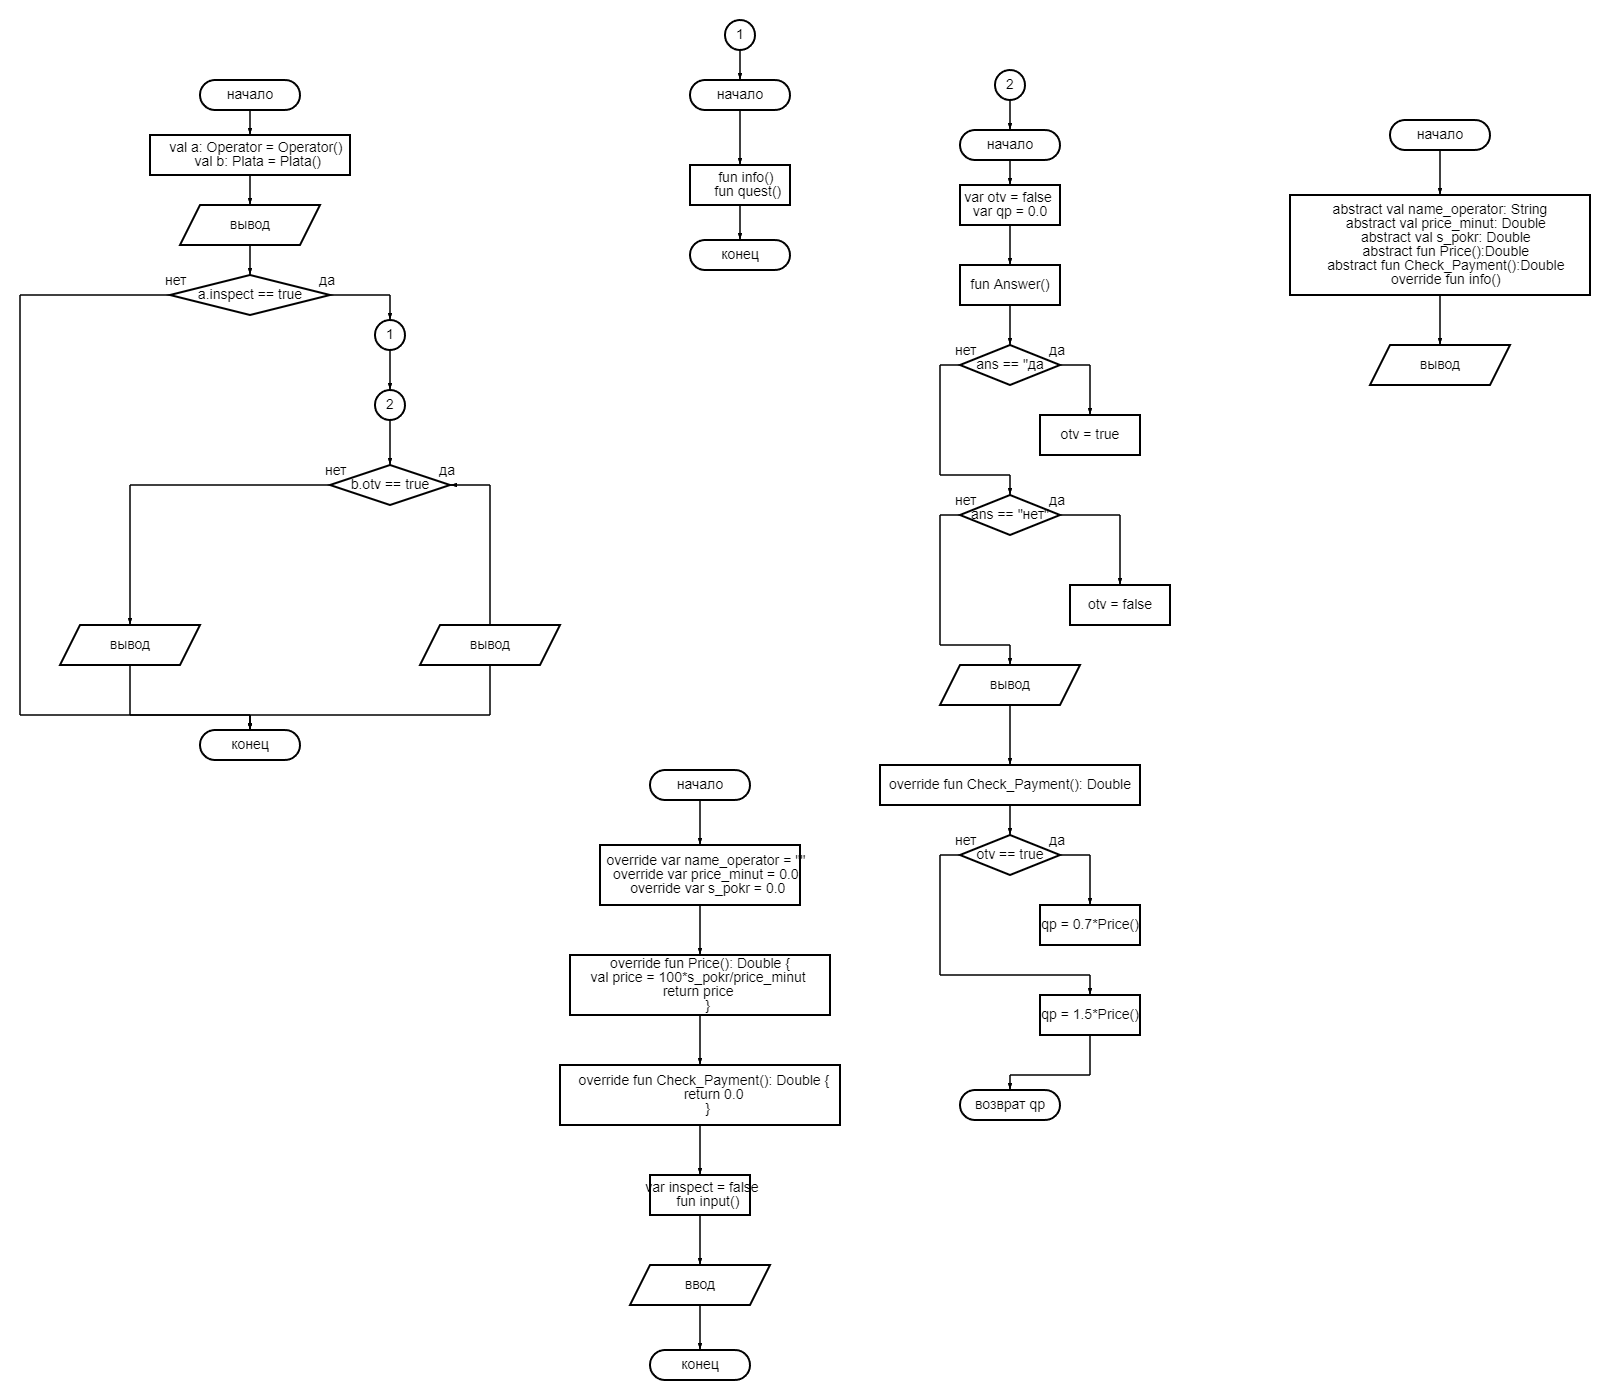 начало
val a: Operator = Operator()
val b: Plata = Plata()
вывод
нет
да
a.inspect == true
1
2
нет
да
b.otv == true
вывод
вывод
конец
1
начало
fun info()
fun quest()
конец
начало
override var name_operator = ""
override var price_minut = 0.0
override var s_pokr = 0.0
override fun Price(): Double {
val price = 100*s_pokr/price_minut
return price
}
override fun Check_Payment(): Double {
return 0.0
}
var inspect = false
fun input()
ввод
конец
2
начало
var otv = false
var qp = 0.0
fun Answer()
нет
да
ans == "да
otv = true
нет
да
ans == "нет"
otv = false
вывод
override fun Check_Payment(): Double
нет
да
otv == true
qp = 0.7*Price()
qp = 1.5*Price()
возврат qp
начало
abstract val name_operator: String
abstract val price_minut: Double
abstract val s_pokr: Double
abstract fun Price():Double
abstract fun Check_Payment():Double
override fun info()
вывод